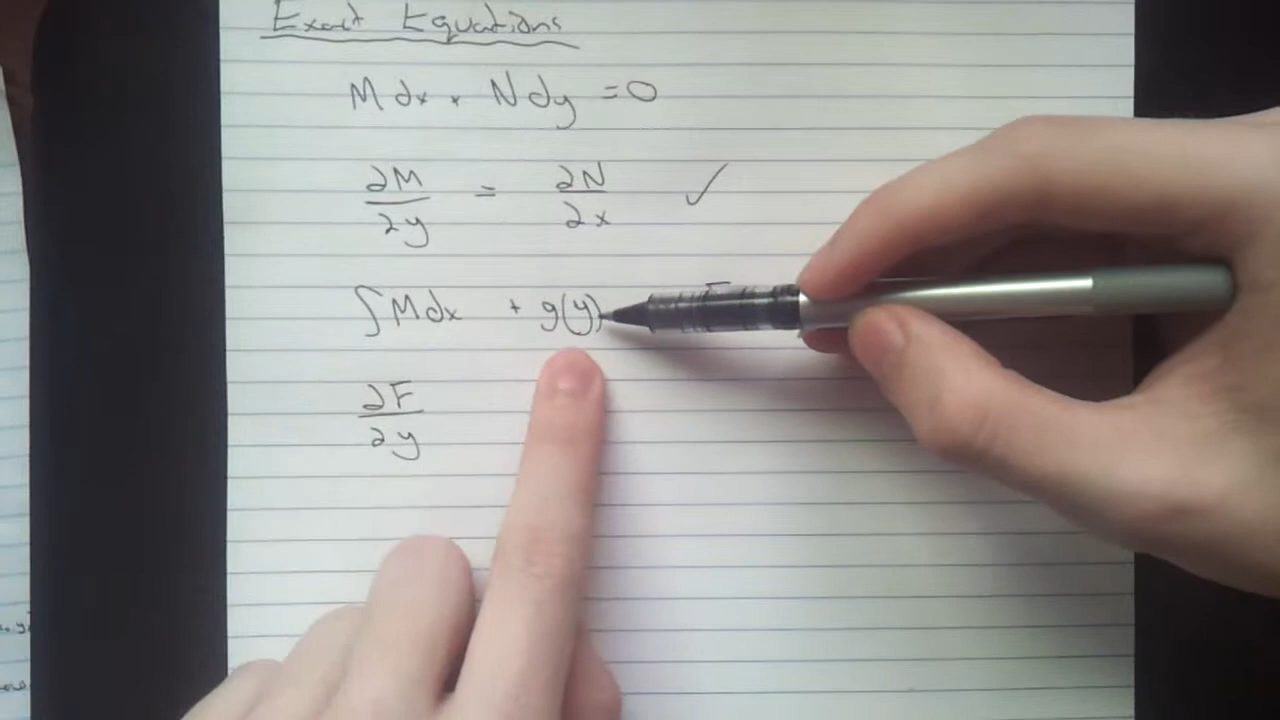 Exact Equations
M dx + N dy = 0
∂M/∂y = ∂N/∂x ✓
∫M dx + g(y)
∂F/∂y